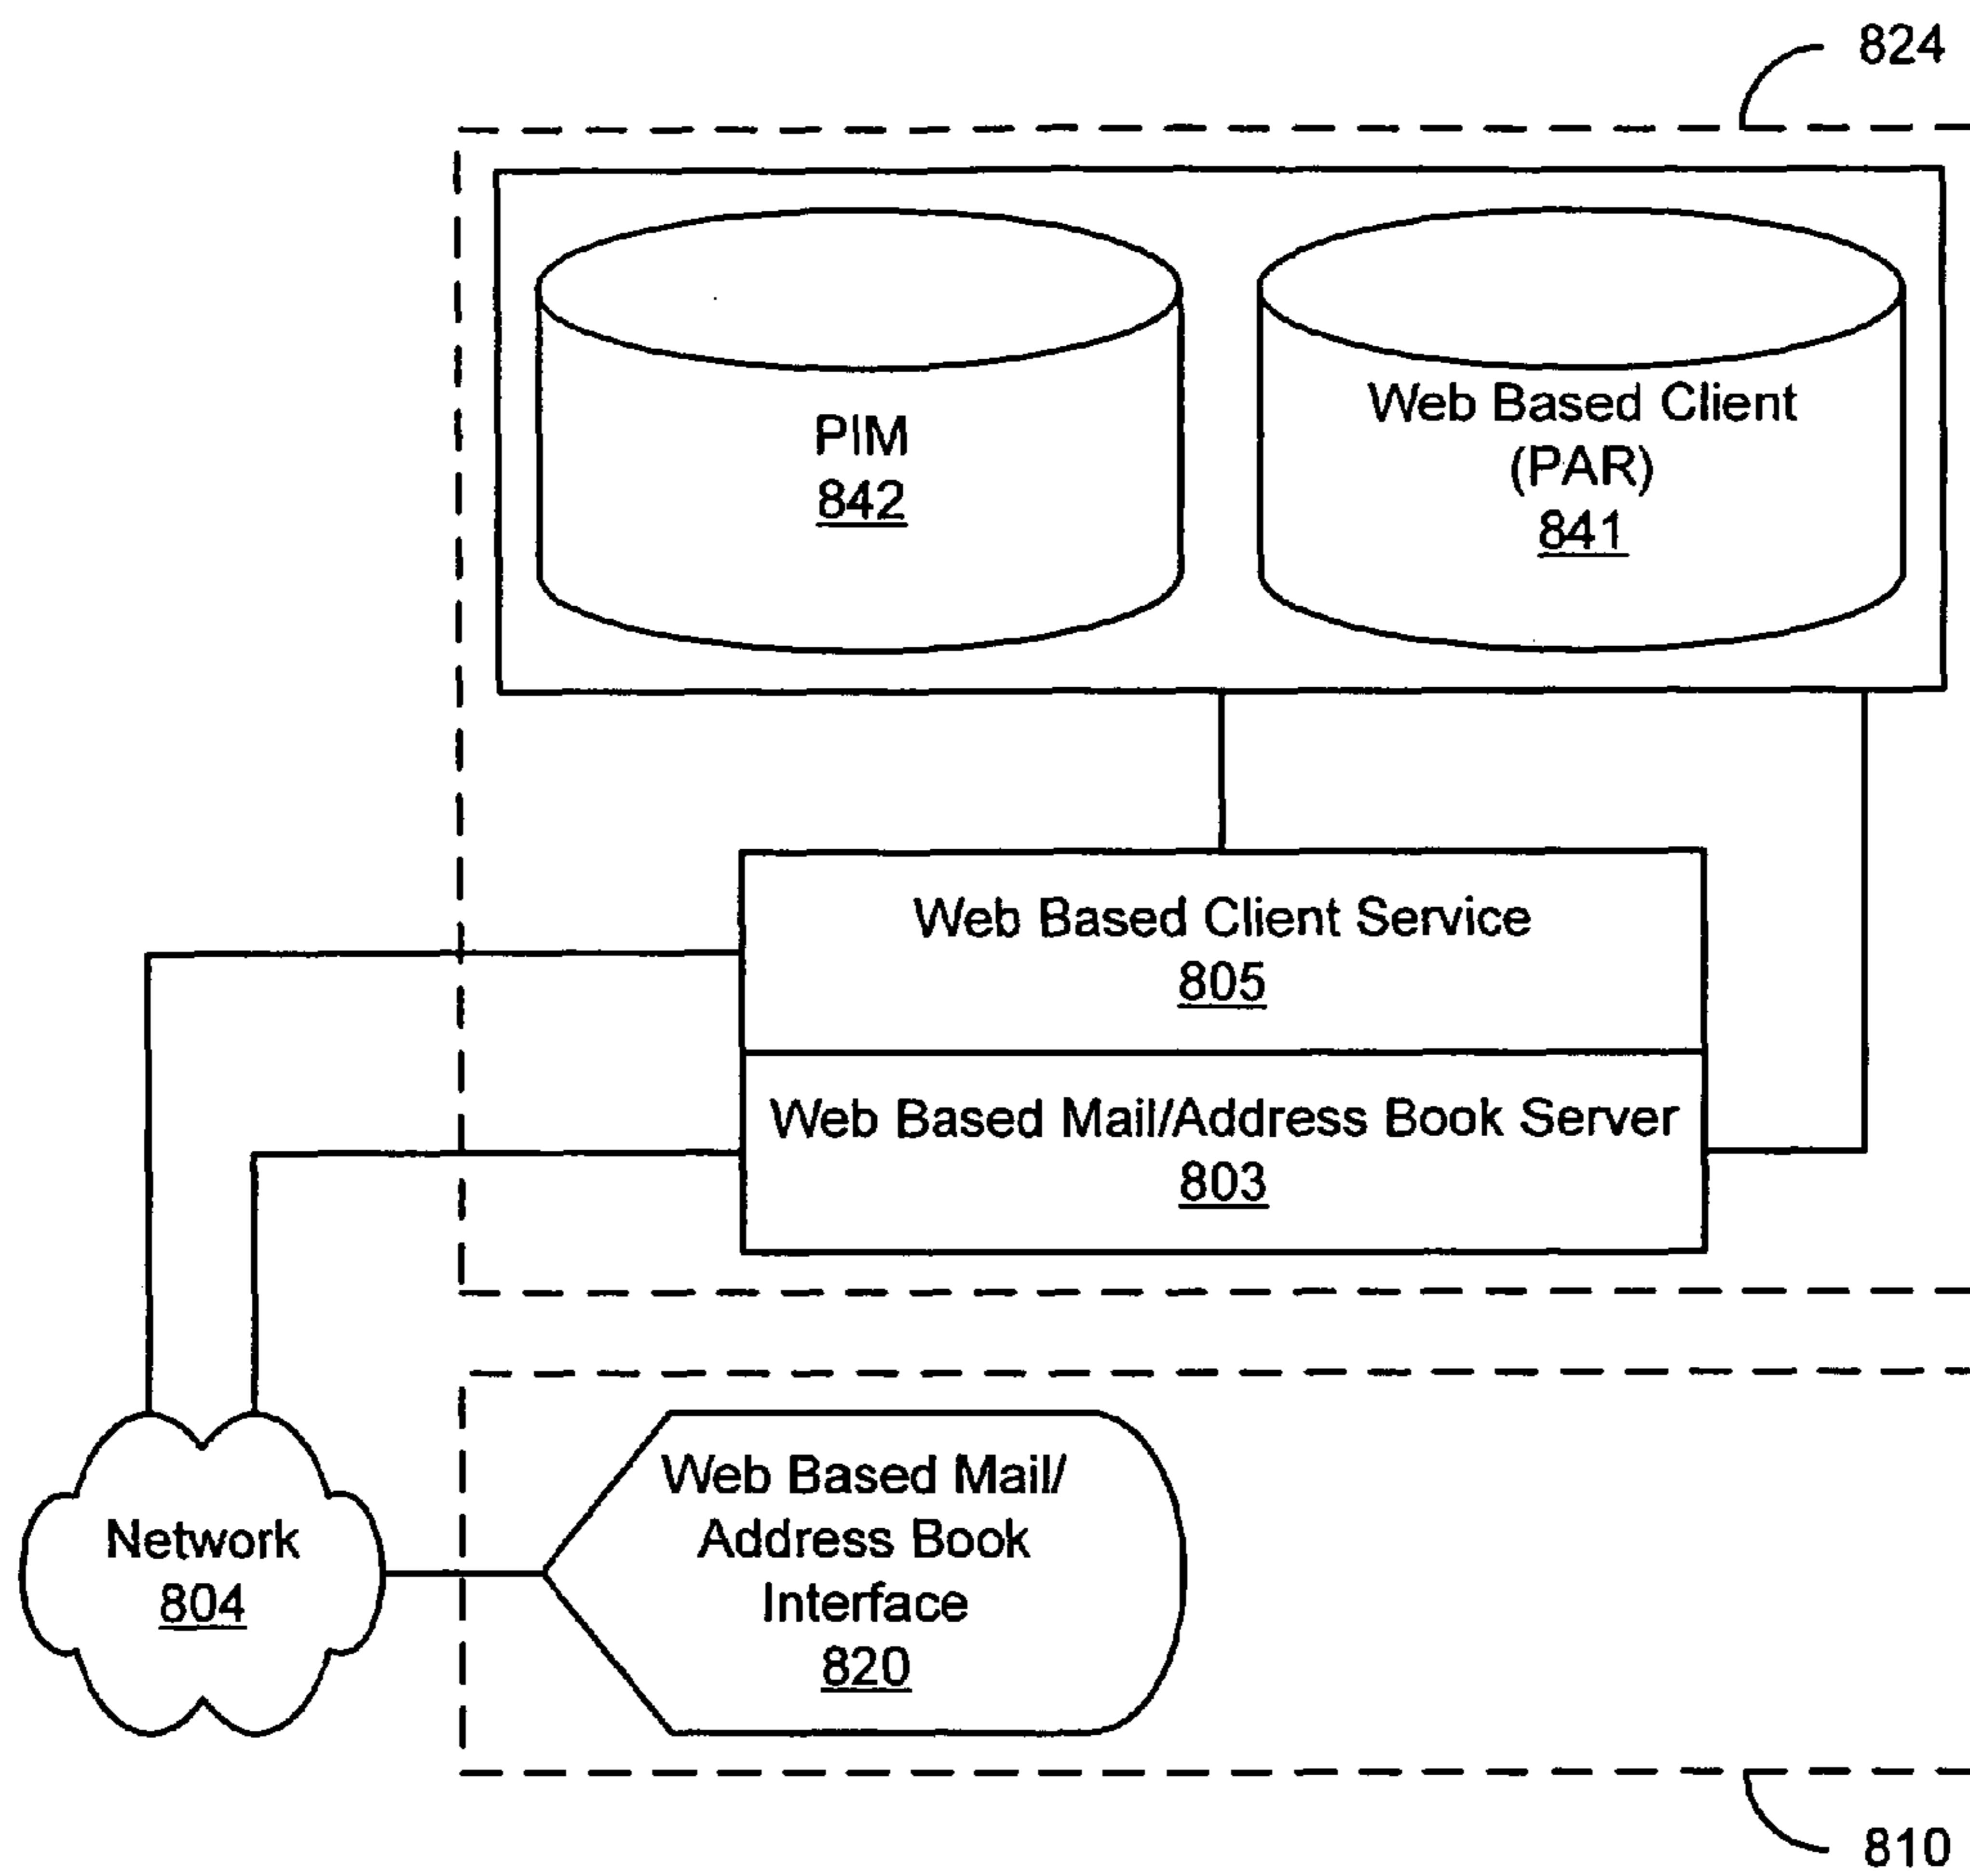 824
PIM
842
Web Based Client
(PAR)
841
Web Based Client Service
805
Web Based Mail/Address Book Server
803
Network
804
Web Based Mail/
Address Book
Interface
820
810